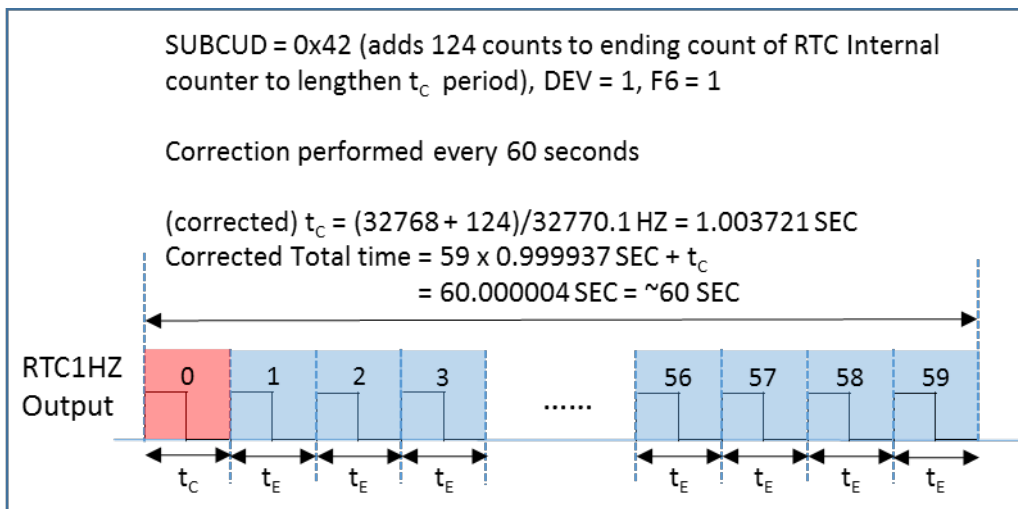 SUBCUD = 0x42 (adds 124 counts to ending count of RTC Internal
counter to lengthen tC period), DEV = 1, F6 = 1
Correction performed every 60 seconds
(corrected) tC = (32768 + 124)/32770.1 HZ = 1.003721 SEC
Corrected Total time = 59 x 0.999937 SEC + tC
= 60.000004 SEC = ~60 SEC
RTC1HZ
Output
0 1 2 3 ...... 56 57 58 59
tC tE tE tE tE tE tE tE